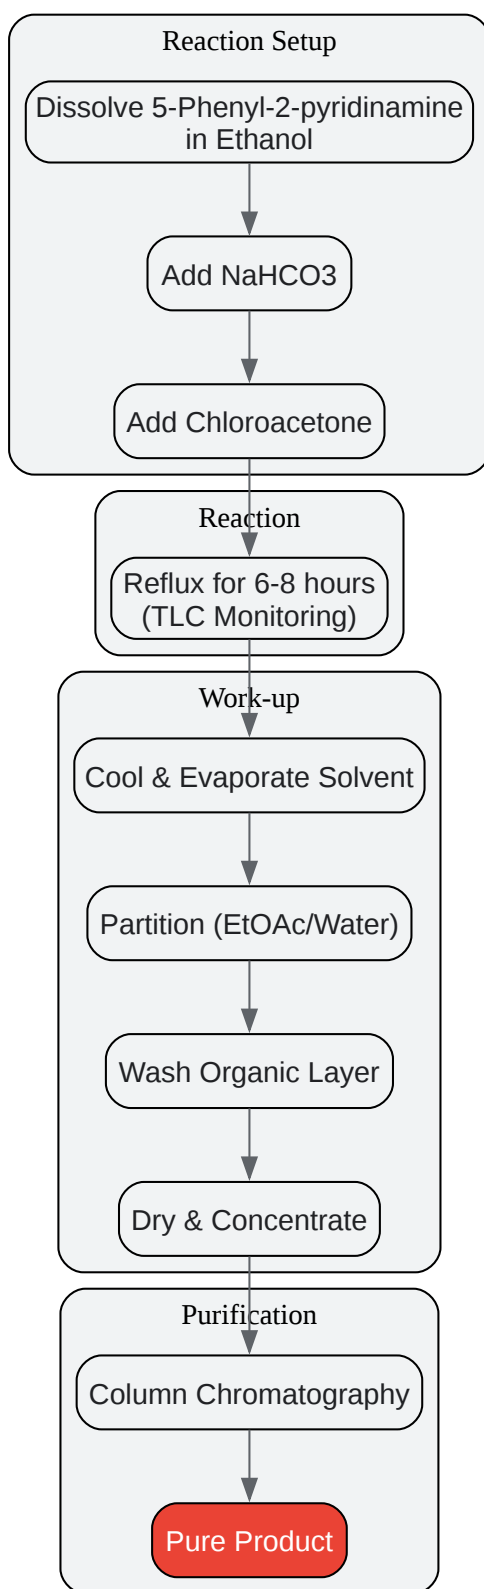 Reaction Setup
Dissolve 5-Phenyl-2-pyridinamine
in Ethanol
Add NaHCO3
Add Chloroacetone
Reaction
Reflux for 6-8 hours
(TLC Monitoring)
Work-up
Cool & Evaporate Solvent
Partition (EtOAc/Water)
Wash Organic Layer
Dry & Concentrate
Purification
Column Chromatography
Pure Product